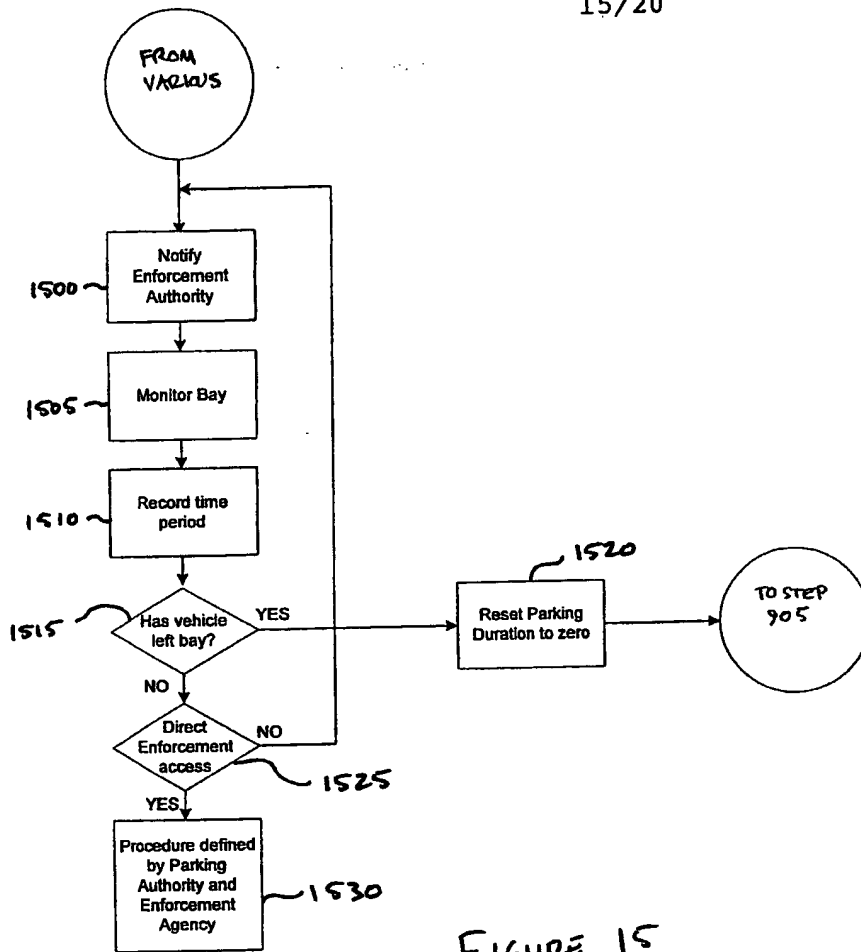 15/20
FROM
VARIOUS
Notify
Enforcement
Authority
1500
Monitor Bay
1505
Record time
period
1510
1520
Has vehicle
left bay?
YES
1515
Reset Parking
Duration to zero
TO STEP
905
NO
Direct
Enforcement
access
NO
1525
YES
Procedure defined
by Parking
Authority and
Enforcement
Agency
1530
FIGURE 15